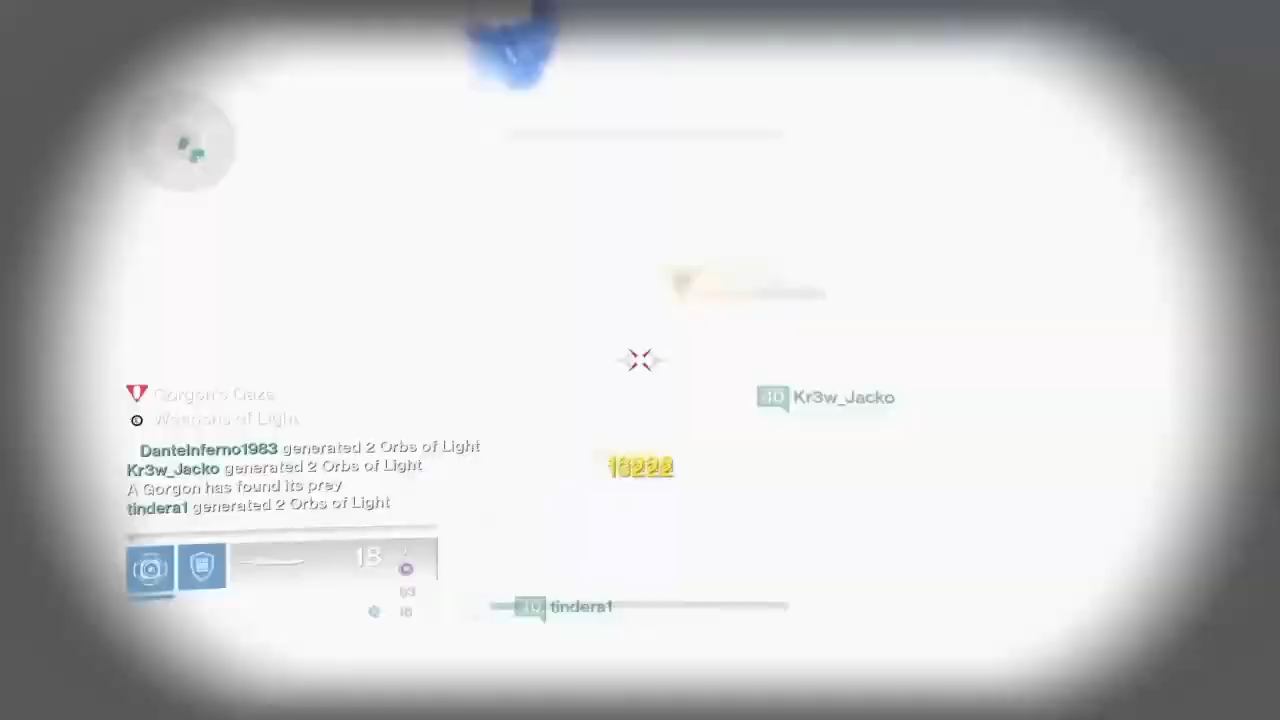 Kr3w_Jacko
Gorgon's Gaze
Weapons of Light
DanteInferno1983 generated 2 Orbs of Light
Kr3w_Jacko generated 2 Orbs of Light
A Gorgon has found its prey
tindera1 generated 2 Orbs of Light
18
tindera1